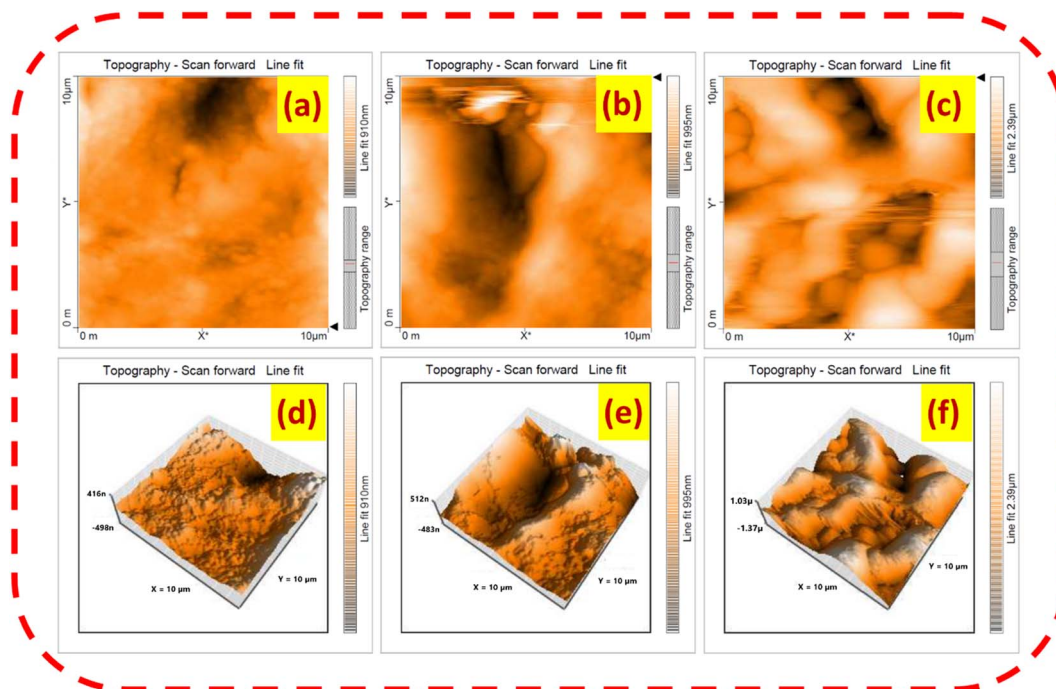 Topography - Scan forward Line fit
(a)
10µm
Y*
0 m
0 m
X*
10µm
Line fit 910nm
Topography range
Topography - Scan forward Line fit
(b)
10µm
Y*
0 m
0 m
X*
10µm
Line fit 995nm
Topography range
Topography - Scan forward Line fit
(c)
10µm
Y*
0 m
0 m
X*
10µm
Line fit 2.39µm
Topography range
Topography - Scan forward Line fit
(d)
416n
-498n
X = 10 µm
Y = 10 µm
Line fit 910nm
Topography - Scan forward Line fit
(e)
512n
-483n
X = 10 µm
Y = 10 µm
Line fit 995nm
Topography - Scan forward Line fit
(f)
1.03µ
-1.37µ
X = 10 µm
Y = 10 µm
Line fit 2.39µm